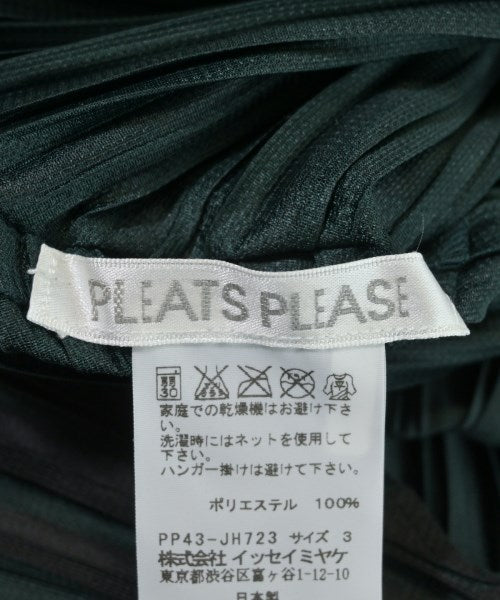 PLEATS PLEASE
30
家庭での乾燥機はお避け下さ
い。
洗濯時にはネットを使用して
下さい。
ハンガー掛けは避けて下さい。
ポリエステル 100%
PP43-JH723 サイズ 3
株式会社 イッセイミヤケ
東京都渋谷区富ヶ谷1-12-10
日本製